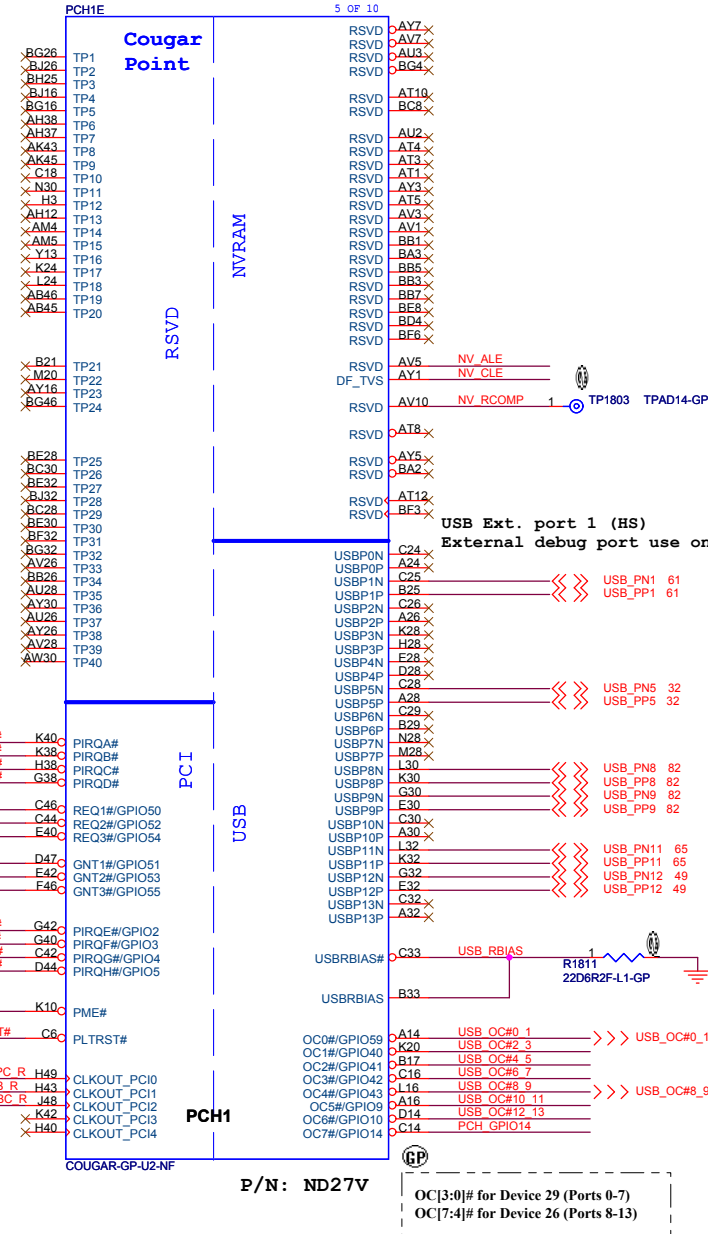 PCH1E 5 OF 10
Cougar
Point
NVRAM
RSVD
PCI
USB
BG26 TP1
BJ26 TP2
BH25 TP3
BJ16 TP4
BG16 TP5
AH38 TP6
AH37 TP7
AK43 TP8
AK45 TP9
C18 TP10
N30 TP11
H3 TP12
AH12 TP13
AM4 TP14
AM5 TP15
Y13 TP16
K24 TP17
L24 TP18
AB46 TP19
AB45 TP20
B21 TP21
M20 TP22
AY16 TP23
BG46 TP24
BE28 TP25
BC30 TP26
BE32 TP27
BJ32 TP28
BC28 TP29
BE30 TP30
BF32 TP31
BG32 TP32
AV26 TP33
BB26 TP34
AU28 TP35
AY30 TP36
AU26 TP37
AY26 TP38
AV28 TP39
AW30 TP40
K40 PIRQA#
K38 PIRQB#
H38 PIRQC#
G38 PIRQD#
C46 REQ1#/GPIO50
C44 REQ2#/GPIO52
E40 REQ3#/GPIO54
D47 GNT1#/GPIO51
E42 GNT2#/GPIO53
F46 GNT3#/GPIO55
G42 PIRQE#/GPIO2
G40 PIRQF#/GPIO3
C42 PIRQG#/GPIO4
D44 PIRQH#/GPIO5
K10 PME#
T# C6 PLTRST#
PC_R H49 CLKOUT_PCI0
B_R H43 CLKOUT_PCI1
BC_R J48 CLKOUT_PCI2
K42 CLKOUT_PCI3
H40 CLKOUT_PCI4
RSVD AY7
RSVD AV7
RSVD AU3
RSVD BG4
RSVD AT10
RSVD BC8
RSVD AU2
RSVD AT4
RSVD AT3
RSVD AT1
RSVD AY3
RSVD AT5
RSVD AV3
RSVD AV1
RSVD BB1
RSVD BA3
RSVD BB5
RSVD BB3
RSVD BB7
RSVD BE8
RSVD BD4
RSVD BF6
RSVD AV5 NV_ALE
DF_TVS AY1 NV_CLE
RSVD AV10 NV_RCOMP 1 TP1803 TPAD14-GP
RSVD AT8
RSVD AY5
RSVD BA2
RSVD AT12
RSVD BF3
USB Ext. port 1 (HS)
External debug port use on
USBP0N C24
USBP0P A24
USBP1N C25 USB_PN1 61
USBP1P B25 USB_PP1 61
USBP2N C26
USBP2P A26
USBP3N K28
USBP3P H28
USBP4N E28
USBP4P D28
USBP5N C28 USB_PN5 32
USBP5P A28 USB_PP5 32
USBP6N C29
USBP6P B29
USBP7N N28
USBP7P M28
USBP8N L30 USB_PN8 82
USBP8P K30 USB_PP8 82
USBP9N G30 USB_PN9 82
USBP9P E30 USB_PP9 82
USBP10N C30
USBP10P A30
USBP11N L32 USB_PN11 65
USBP11P K32 USB_PP11 65
USBP12N G32 USB_PN12 49
USBP12P E32 USB_PP12 49
USBP13N C32
USBP13P A32
USBRBIAS# C33 USB_RBIAS 1
R1811
22D6R2F-L1-GP
USBRBIAS B33
OC0#/GPIO59 A14 USB_OC#0_1 USB_OC#0_1
OC1#/GPIO40 K20 USB_OC#2_3
OC2#/GPIO41 B17 USB_OC#4_5
OC3#/GPIO42 C16 USB_OC#6_7
OC4#/GPIO43 L16 USB_OC#8_9 USB_OC#8_9
OC5#/GPIO9 A16 USB_OC#10_11
OC6#/GPIO10 D14 USB_OC#12_13
OC7#/GPIO14 C14 PCH_GPIO14
PCH1
COUGAR-GP-U2-NF
GP
P/N: ND27V
OC[3:0]# for Device 29 (Ports 0-7)
OC[7:4]# for Device 26 (Ports 8-13)